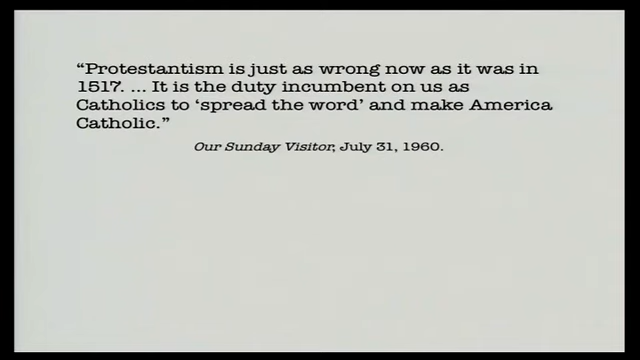 “Protestantism is just as wrong now as it was in
1517. ... It is the duty incumbent on us as
Catholics to ‘spread the word’ and make America
Catholic.”
Our Sunday Visitor, July 31, 1960.